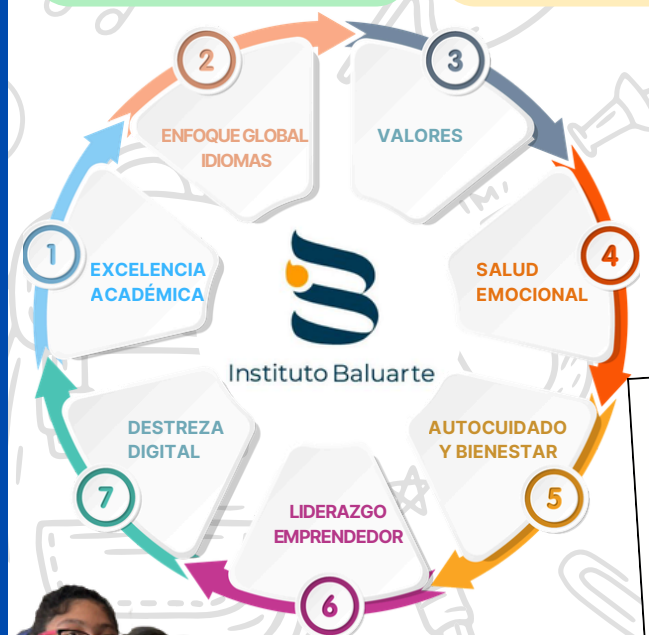 1
EXCELENCIA
ACADÉMICA
2
ENFOQUE GLOBAL
IDIOMAS
3
VALORES
4
SALUD
EMOCIONAL
5
AUTOCUIDADO
Y BIENESTAR
6
LIDERAZGO
EMPRENDEDOR
7
DESTREZA
DIGITAL
Instituto Baluarte